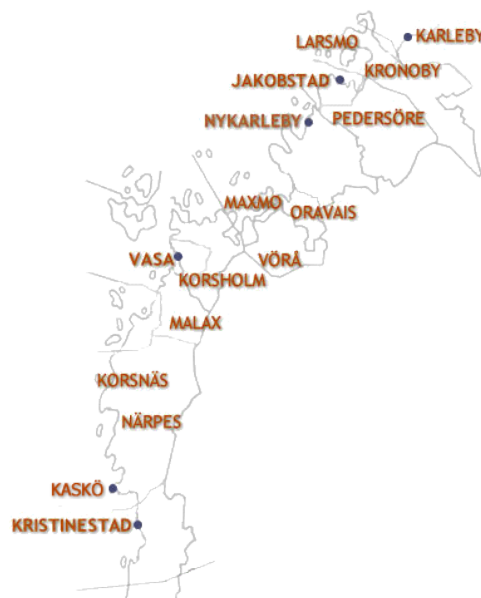 KARLEBY
LARSMO
KRONOBY
JAKOBSTAD
PEDERSÖRE
NYKARLEBY
MAXMO
ORAVAIS
VASA
VÖRÅ
KORSHOLM
MALAX
KORSNÄS
NÄRPES
KASKÖ
KRISTINESTAD